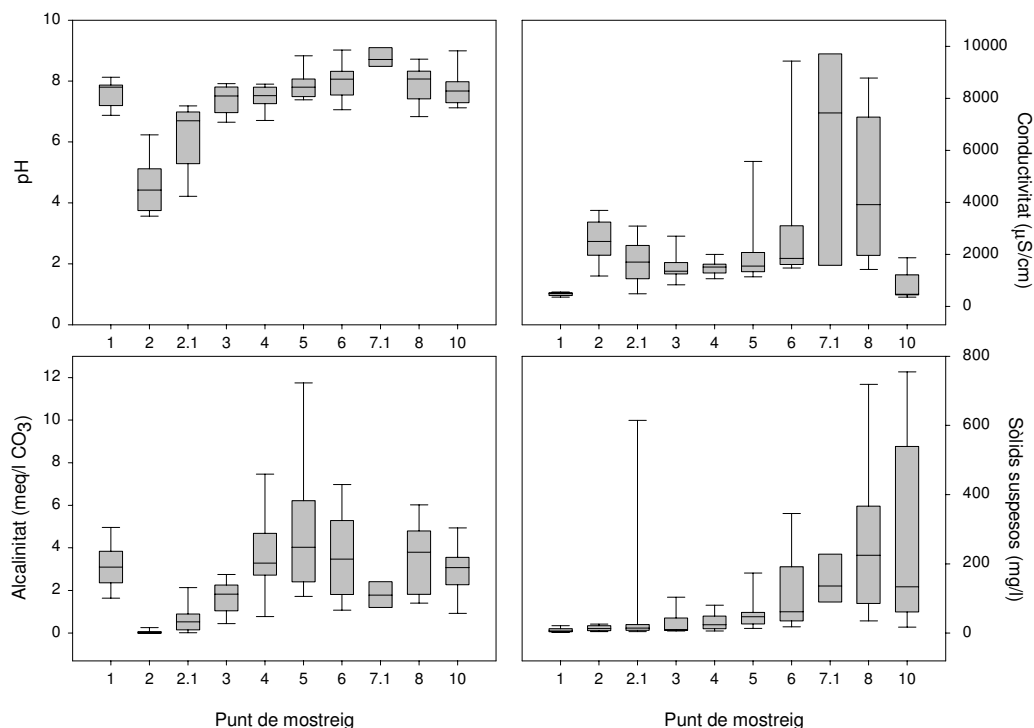 pH
10
8
6
4
2
0
1 2 2.1 3 4 5 6 7.1 8 10
Conductivitat (µS/cm)
10000
8000
6000
4000
2000
0
1 2 2.1 3 4 5 6 7.1 8 10
Alcalinitat (meq/l CO3)
12
10
8
6
4
2
0
1 2 2.1 3 4 5 6 7.1 8 10
Punt de mostreig
Sòlids suspesos (mg/l)
800
600
400
200
0
1 2 2.1 3 4 5 6 7.1 8 10
Punt de mostreig